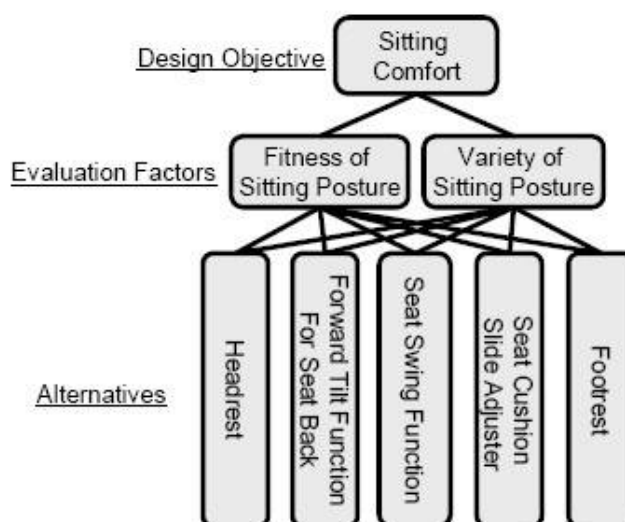 Design Objective
Sitting
Comfort
Evaluation Factors
Fitness of
Sitting Posture
Variety of
Sitting Posture
Alternatives
Headrest
Forward Tilt Function
For Seat Back
Seat Swing Function
Seat Cushion
Slide Adjuster
Footrest